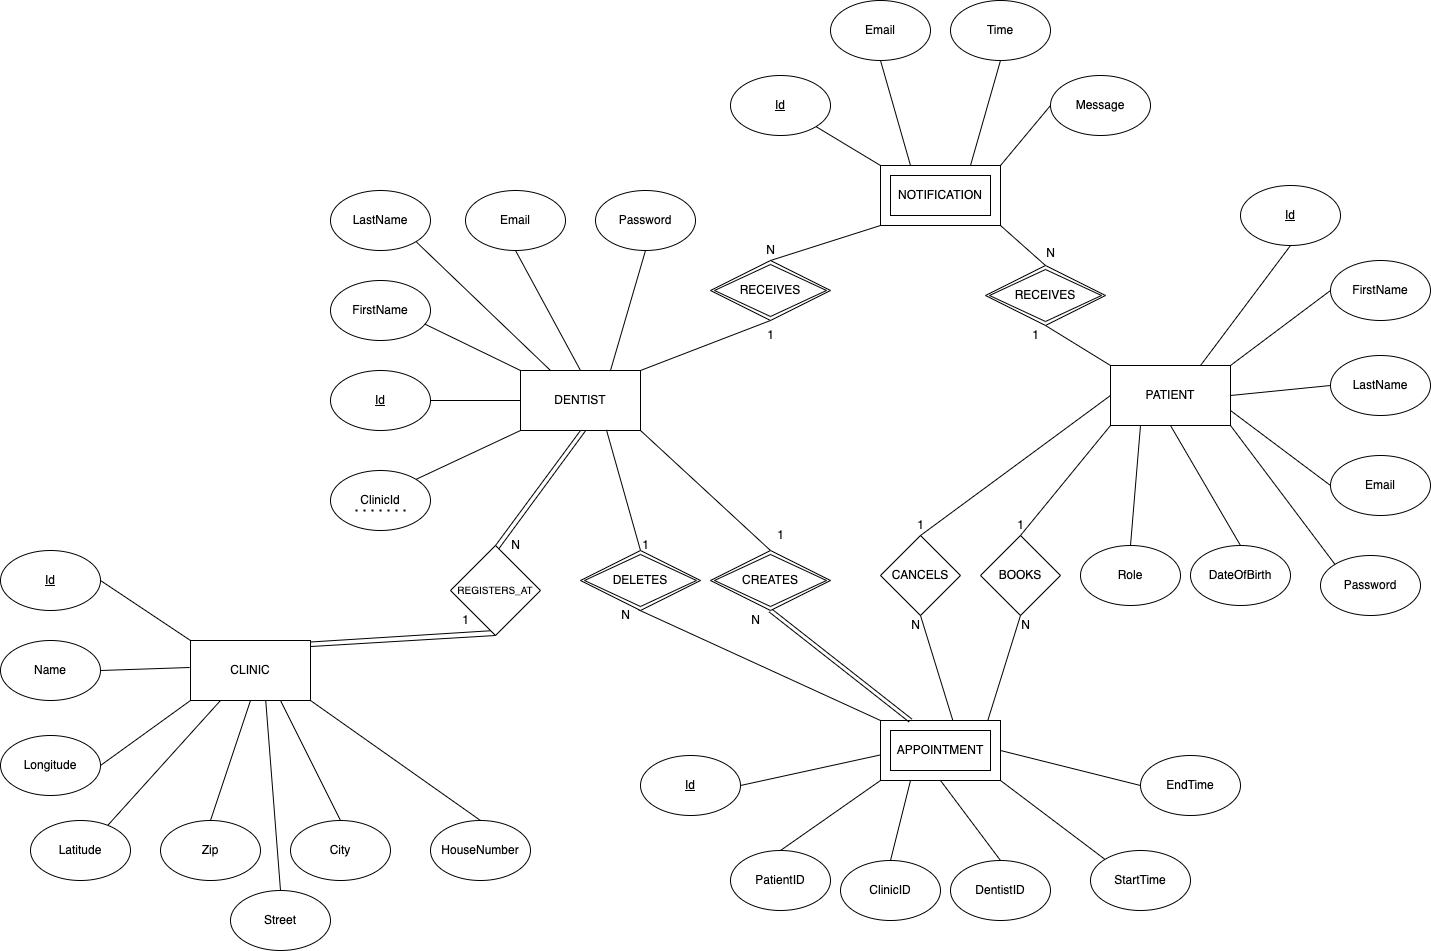 Email
Time
Id
Message
NOTIFICATION
LastName
Email
Password
Id
N
N
RECEIVES
RECEIVES
FirstName
FirstName
1
1
LastName
Id
DENTIST
PATIENT
Email
ClinicId
1
1
1
1
N
Id
DELETES
CREATES
CANCELS
BOOKS
Role
DateOfBirth
Password
REGISTERS_AT
N
N
N
N
1
Name
CLINIC
APPOINTMENT
Longitude
Id
EndTime
Latitude
Zip
City
HouseNumber
PatientID
ClinicID
DentistID
StartTime
Street